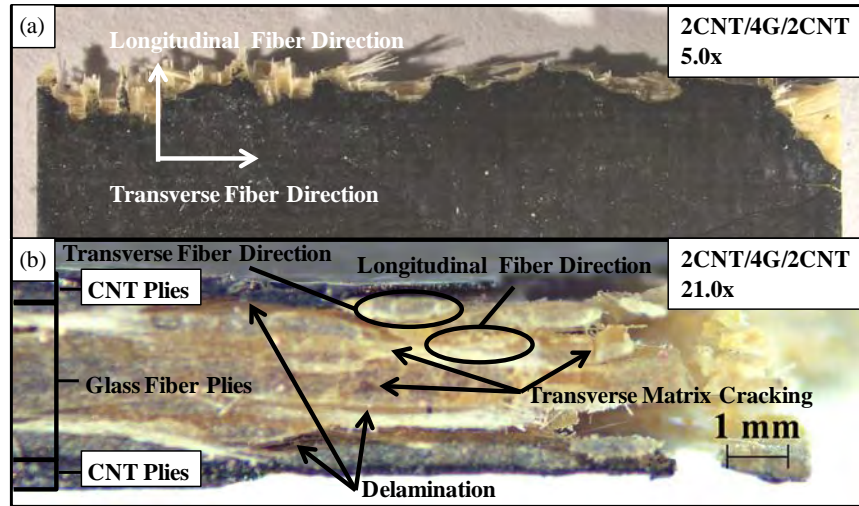 (a)
Longitudinal Fiber Direction
2CNT/4G/2CNT
5.0x
Transverse Fiber Direction
(b)
Transverse Fiber Direction
Longitudinal Fiber Direction
2CNT/4G/2CNT
21.0x
CNT Plies
Glass Fiber Plies
Transverse Matrix Cracking
1 mm
CNT Plies
Delamination